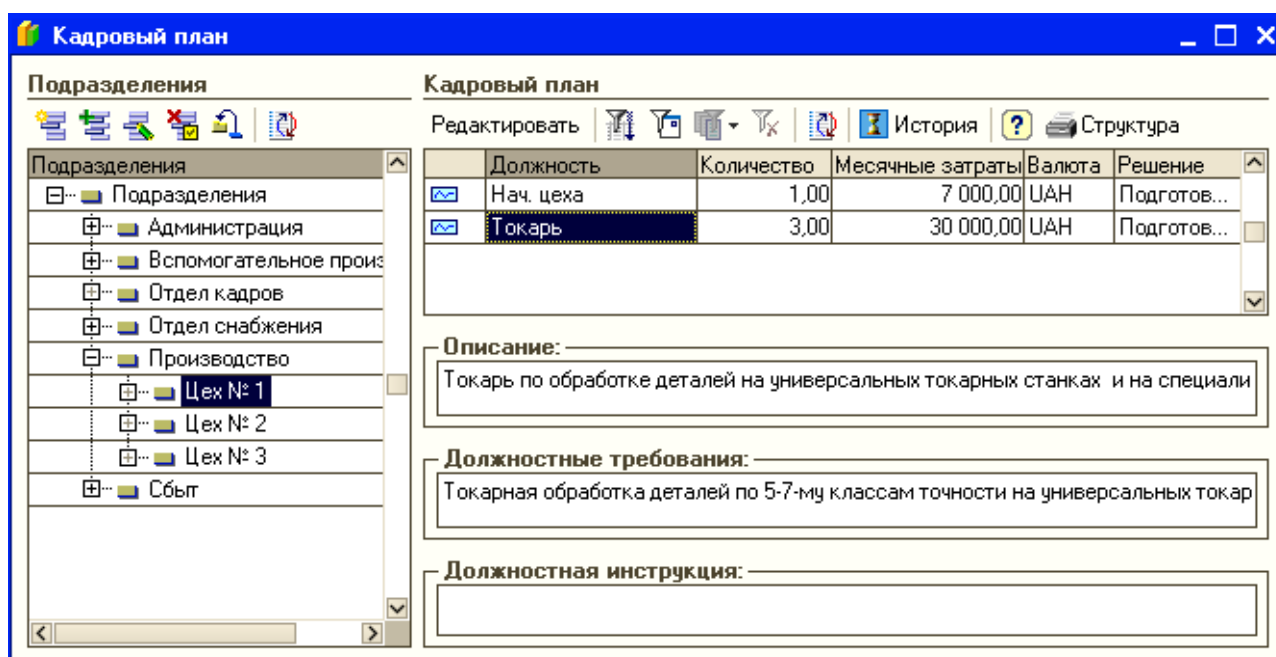 Кадровый план
Подразделения
Подразделения
Подразделения
Администрация
Вспомогательное произ
Отдел кадров
Отдел снабжения
Производство
Цех № 1
Цех № 2
Цех № 3
Сбыт
Кадровый план
Редактировать История ? Структура
Должность Количество Месячные затраты Валюта Решение
Нач. цеха 1,00 7 000,00 UAH Подготов...
Токарь 3,00 30 000,00 UAH Подготов...
Описание:
Токарь по обработке деталей на универсальных токарных станках и на специали
Должностные требования:
Токарная обработка деталей по 5-7-му классам точности на универсальных токар
Должностная инструкция: